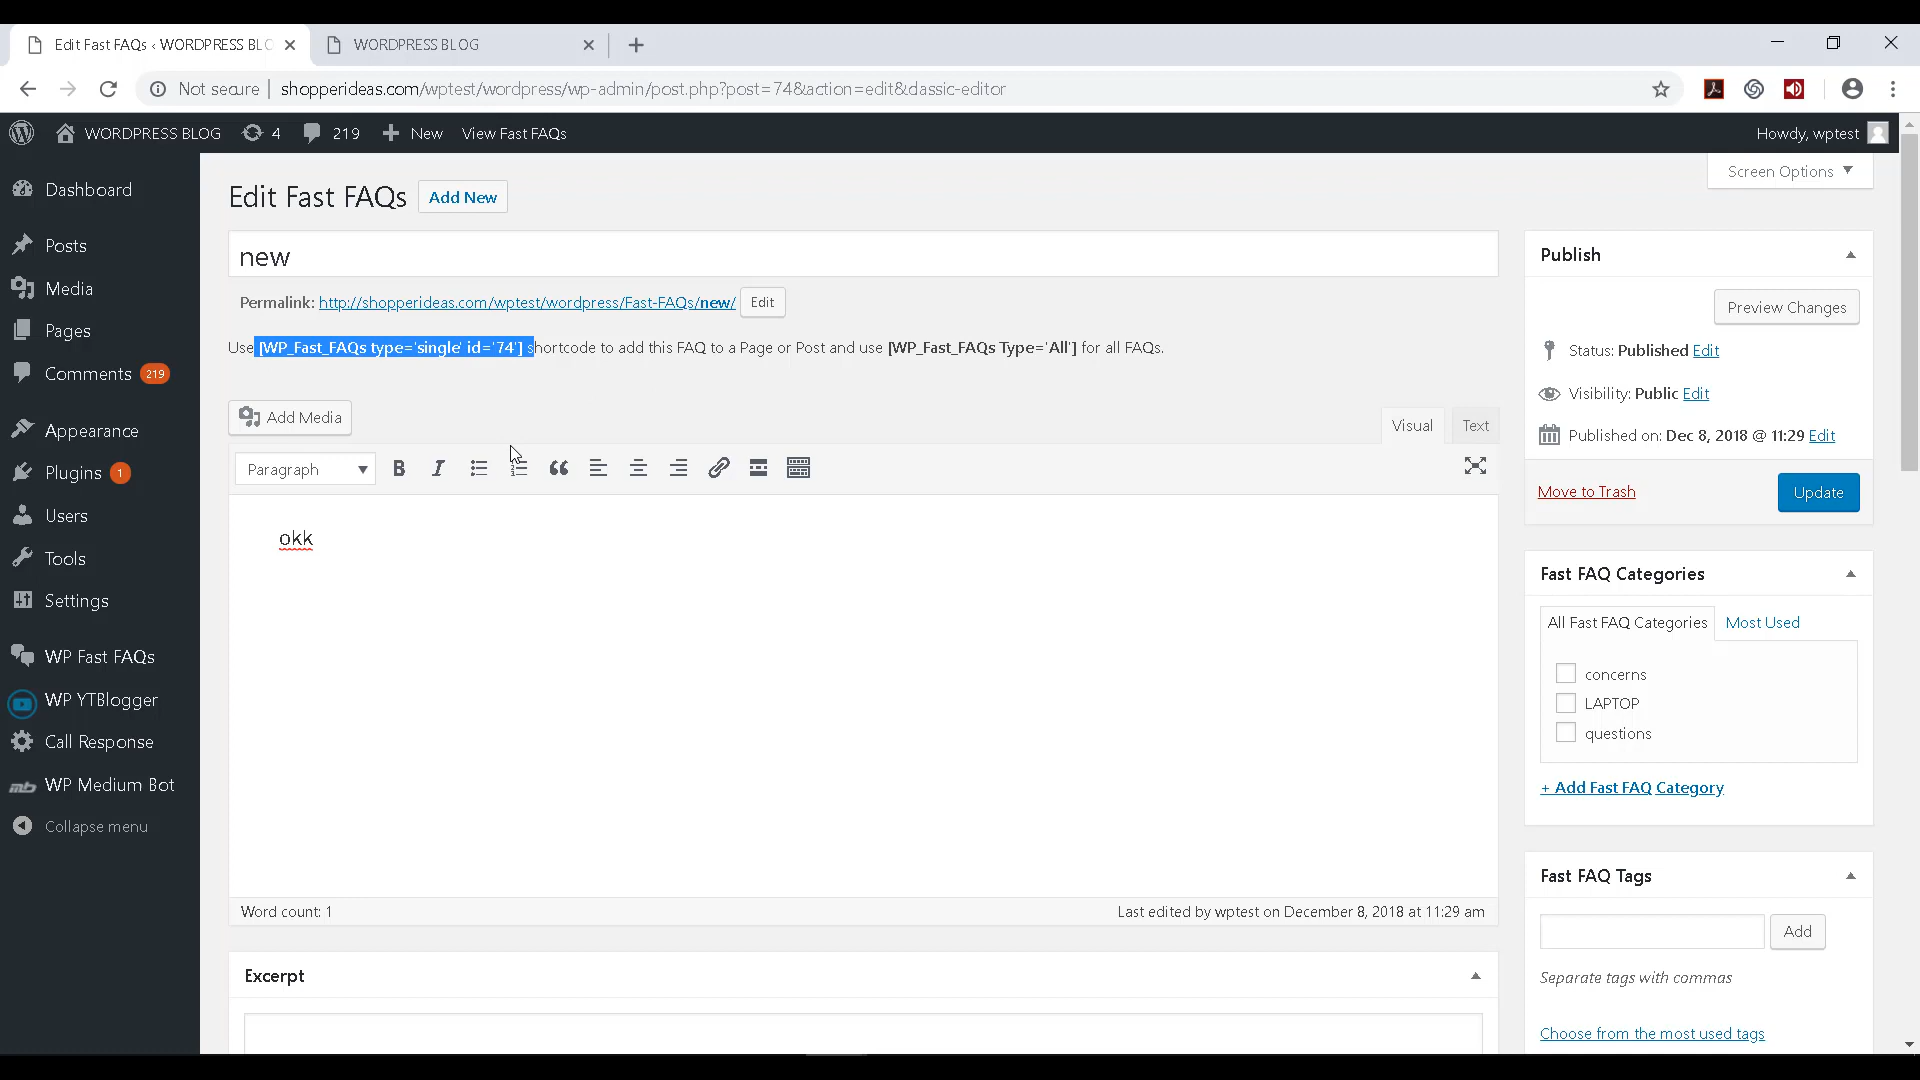 Edit Fast FAQs ‹ WORDPRESS BLO
WORDPRESS BLOG
Not secure | shopperideas.com/wptest/wordpress/wp-admin/post.php?post=74&action=edit&classic-editor
WORDPRESS BLOG 4 219 New View Fast FAQs
Howdy, wptest
Screen Options
Dashboard
Posts
Media
Pages
Comments 219
Appearance
Plugins 1
Users
Tools
Settings
WP Fast FAQs
WP YTBlogger
Call Response
WP Medium Bot
Collapse menu
Edit Fast FAQs Add New
new
Permalink: http://shopperideas.com/wptest/wordpress/Fast-FAQs/new/ Edit
Use [WP_Fast_FAQs type='single' id='74'] shortcode to add this FAQ to a Page or Post and use [WP_Fast_FAQs Type='All'] for all FAQs.
Add Media
Visual Text
Paragraph
okk
Word count: 1
Last edited by wptest on December 8, 2018 at 11:29 am
Excerpt
Publish
Preview Changes
Status: Published Edit
Visibility: Public Edit
Published on: Dec 8, 2018 @ 11:29 Edit
Move to Trash
Update
Fast FAQ Categories
All Fast FAQ Categories Most Used
concerns
LAPTOP
questions
+ Add Fast FAQ Category
Fast FAQ Tags
Add
Separate tags with commas
Choose from the most used tags